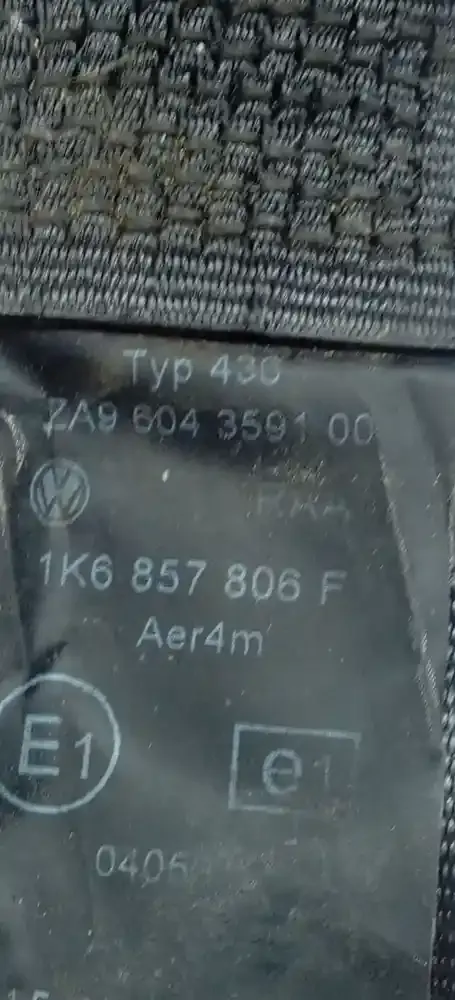 Typ 430
ZA9 604 3591 00
1K6 857 806 F
Aer4m
E1
e1